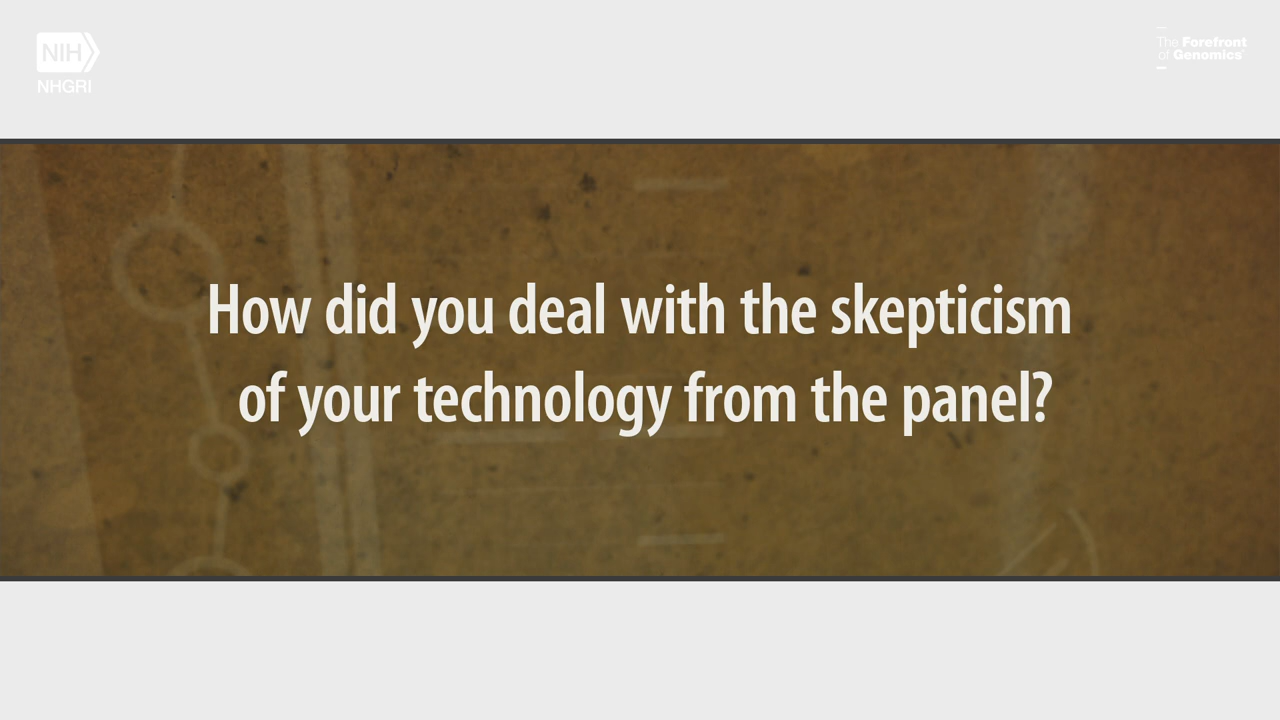 NIH
NHGRI
The Forefront
of Genomics®
How did you deal with the skepticism
of your technology from the panel?